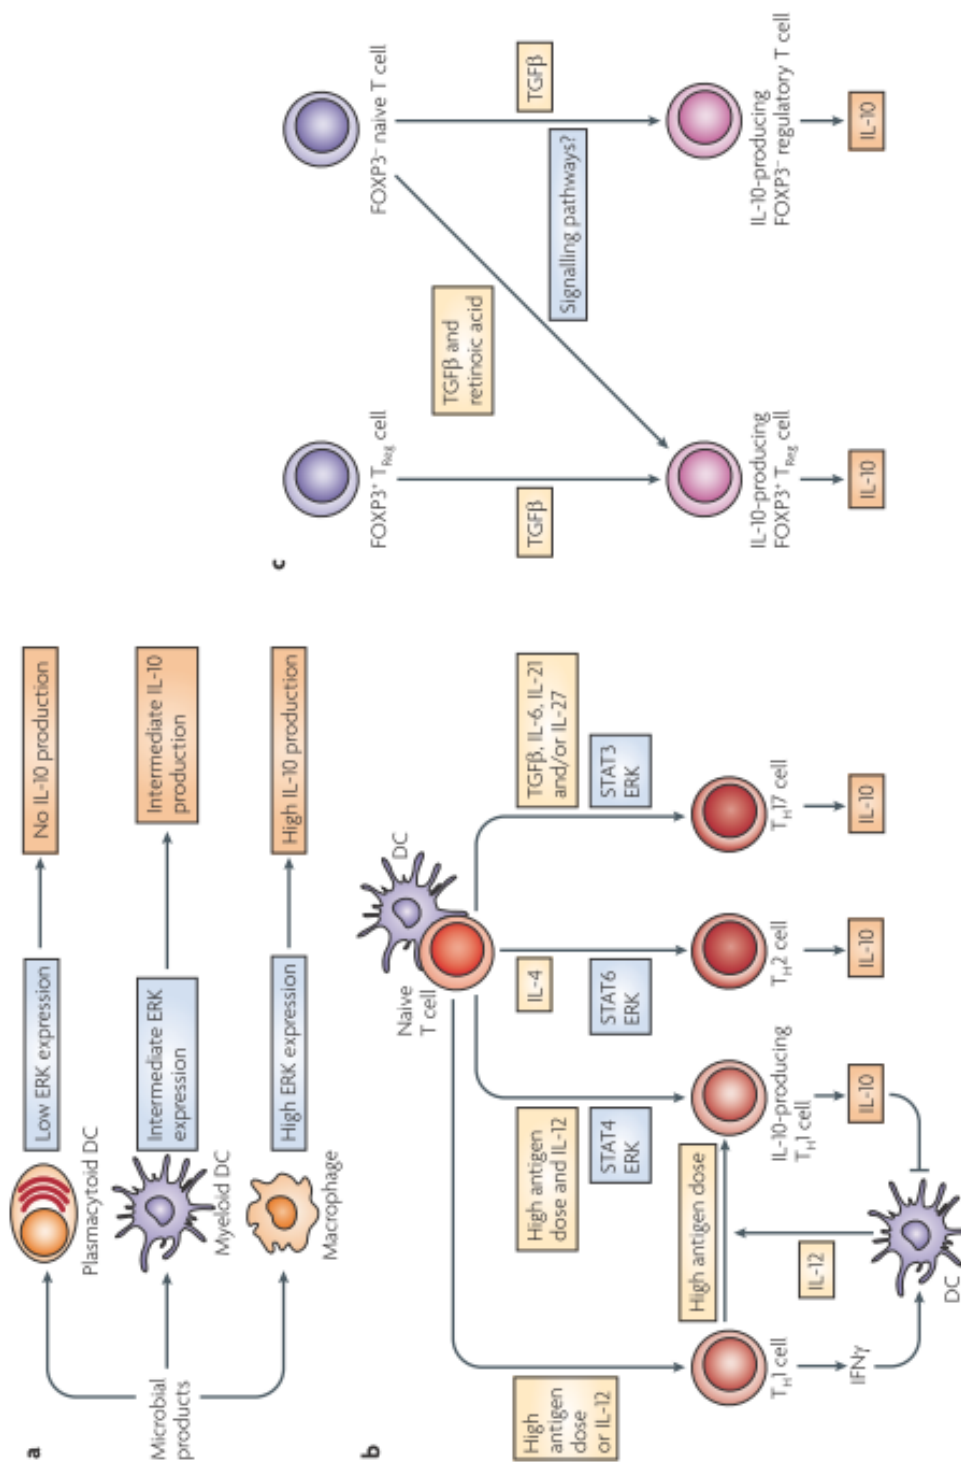 a
Microbial
products
Plasmacytoid DC
Low ERK expression
No IL-10 production
Myeloid DC
Intermediate ERK
expression
Intermediate IL-10
production
Macrophage
High ERK expression
High IL-10 production
b
Naive
T cell
DC
High
antigen
dose
or IL-12
High antigen
dose and IL-12
STAT4
ERK
IL-4
STAT6
ERK
TGFβ, IL-6, IL-21
and/or IL-27
STAT3
ERK
TH1 cell
High antigen dose
IL-10-producing
TH1 cell
TH2 cell
TH17 cell
IFNγ
IL-12
IL-10
IL-10
IL-10
DC
c
FOXP3⁺ TReg cell
FOXP3⁻ naive T cell
TGFβ
TGFβ and
retinoic acid
Signalling pathways?
TGFβ
IL-10-producing
FOXP3⁺ TReg cell
IL-10-producing
FOXP3⁻ regulatory T cell
IL-10
IL-10